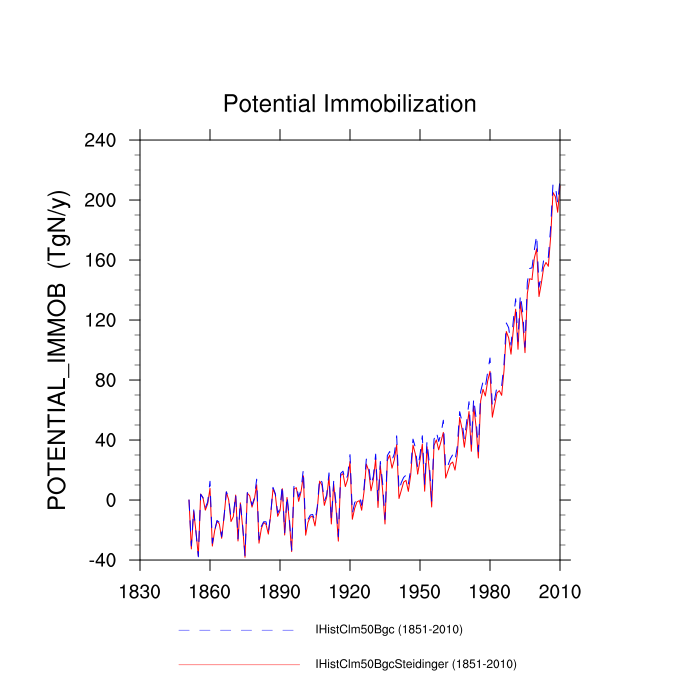 Potential Immobilization
POTENTIAL_IMMOB (TgN/y)
240
200
160
120
80
40
0
-40
1830 1860 1890 1920 1950 1980 2010
IHistClm50Bgc (1851-2010)
IHistClm50BgcSteidinger (1851-2010)